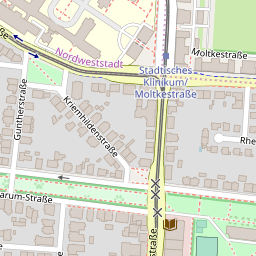 Nordweststadt
Moltkestraße
Städtisches
Klinikum/
Moltkestraße
Guntherstraße
Kriemhildenstraße
Rhe
arum-Straße
straße